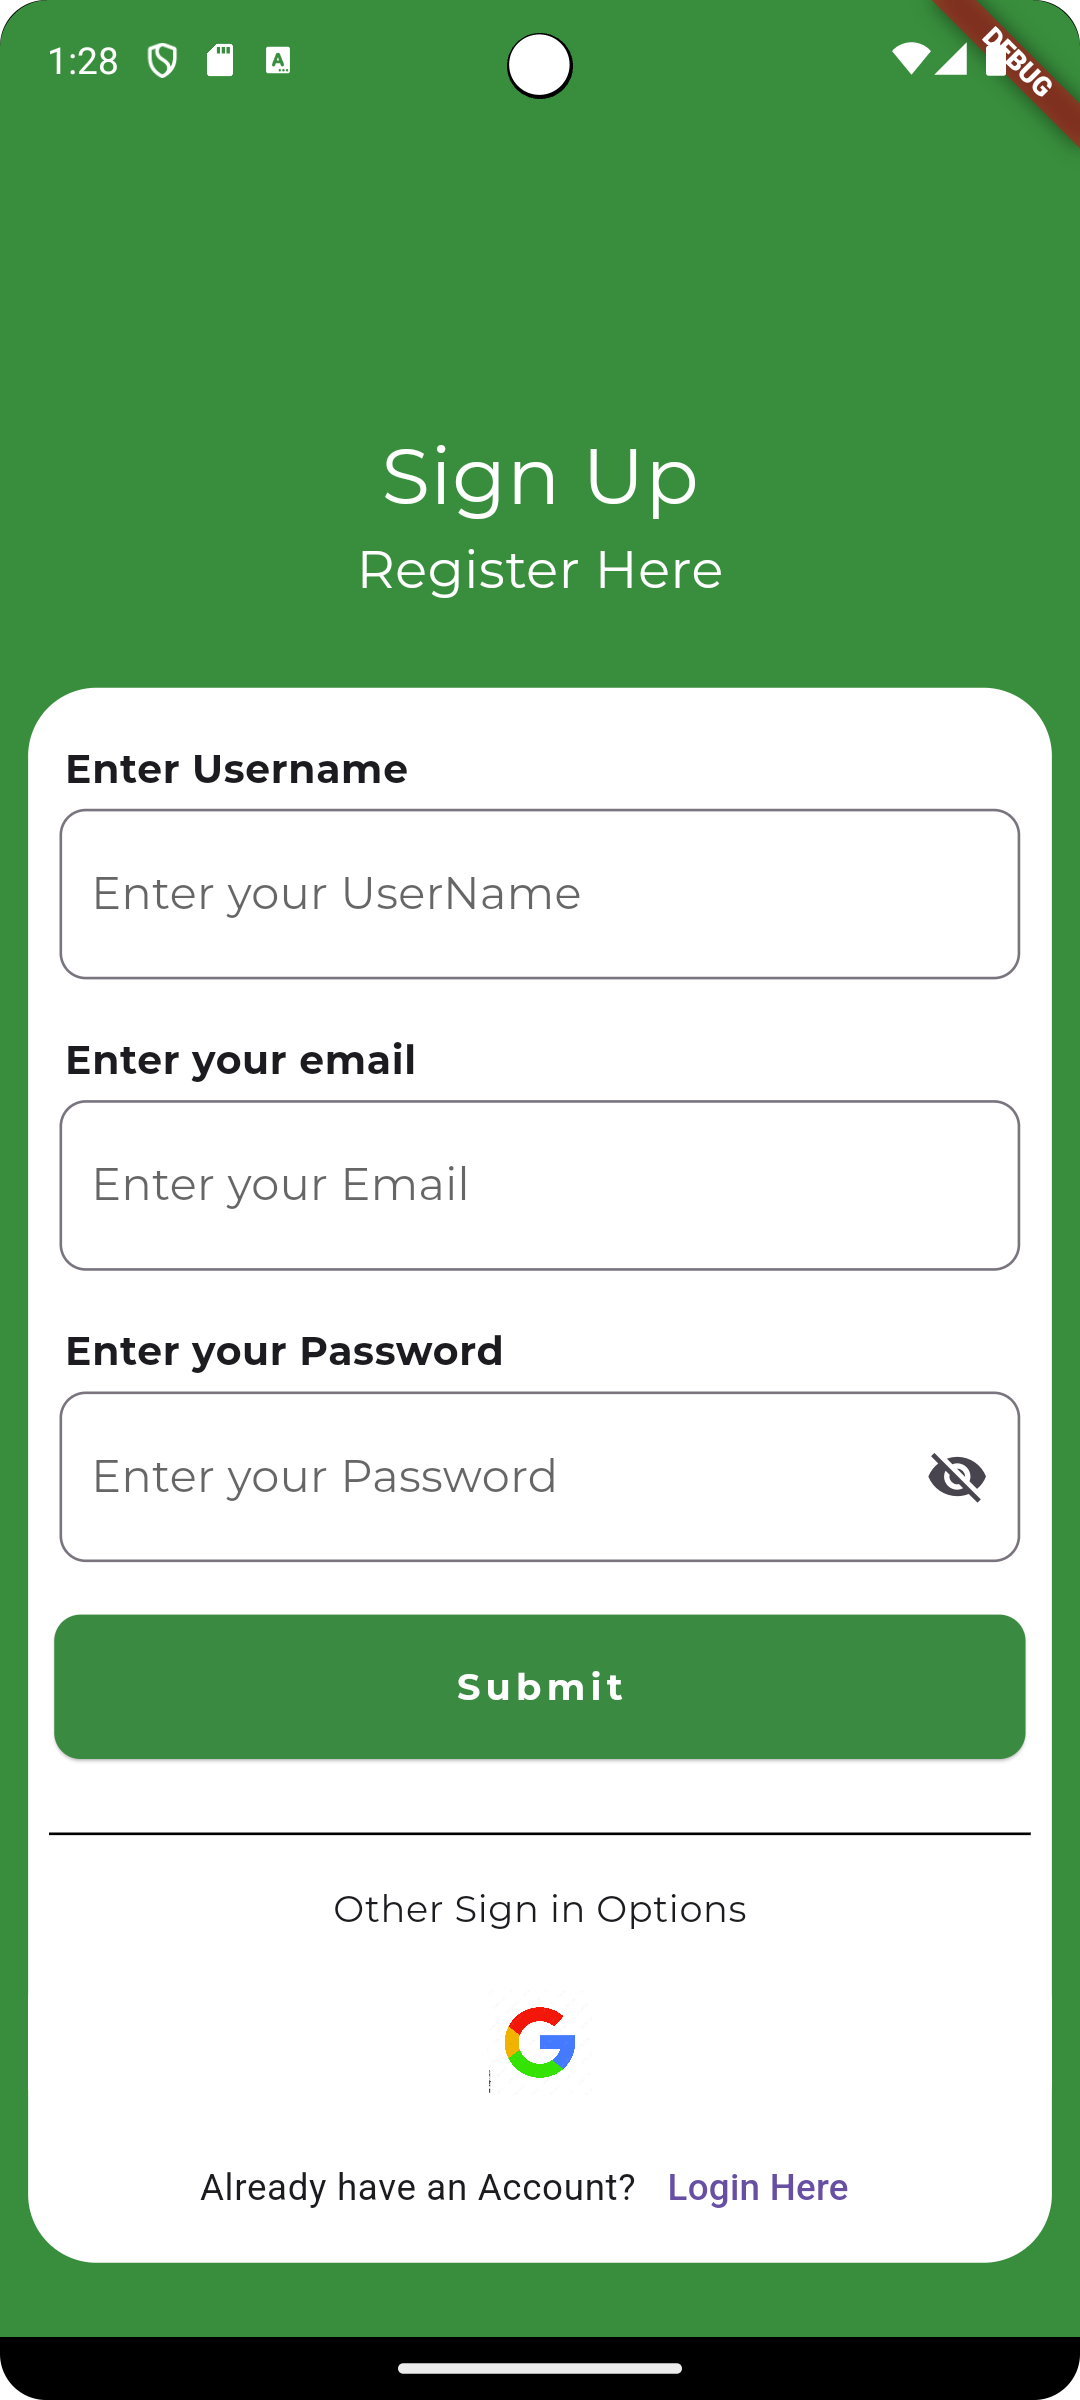 1:28
DEBUG
Sign Up
Register Here
Enter Username
Enter your UserName
Enter your email
Enter your Email
Enter your Password
Enter your Password
Submit
Other Sign in Options
Already have an Account? Login Here